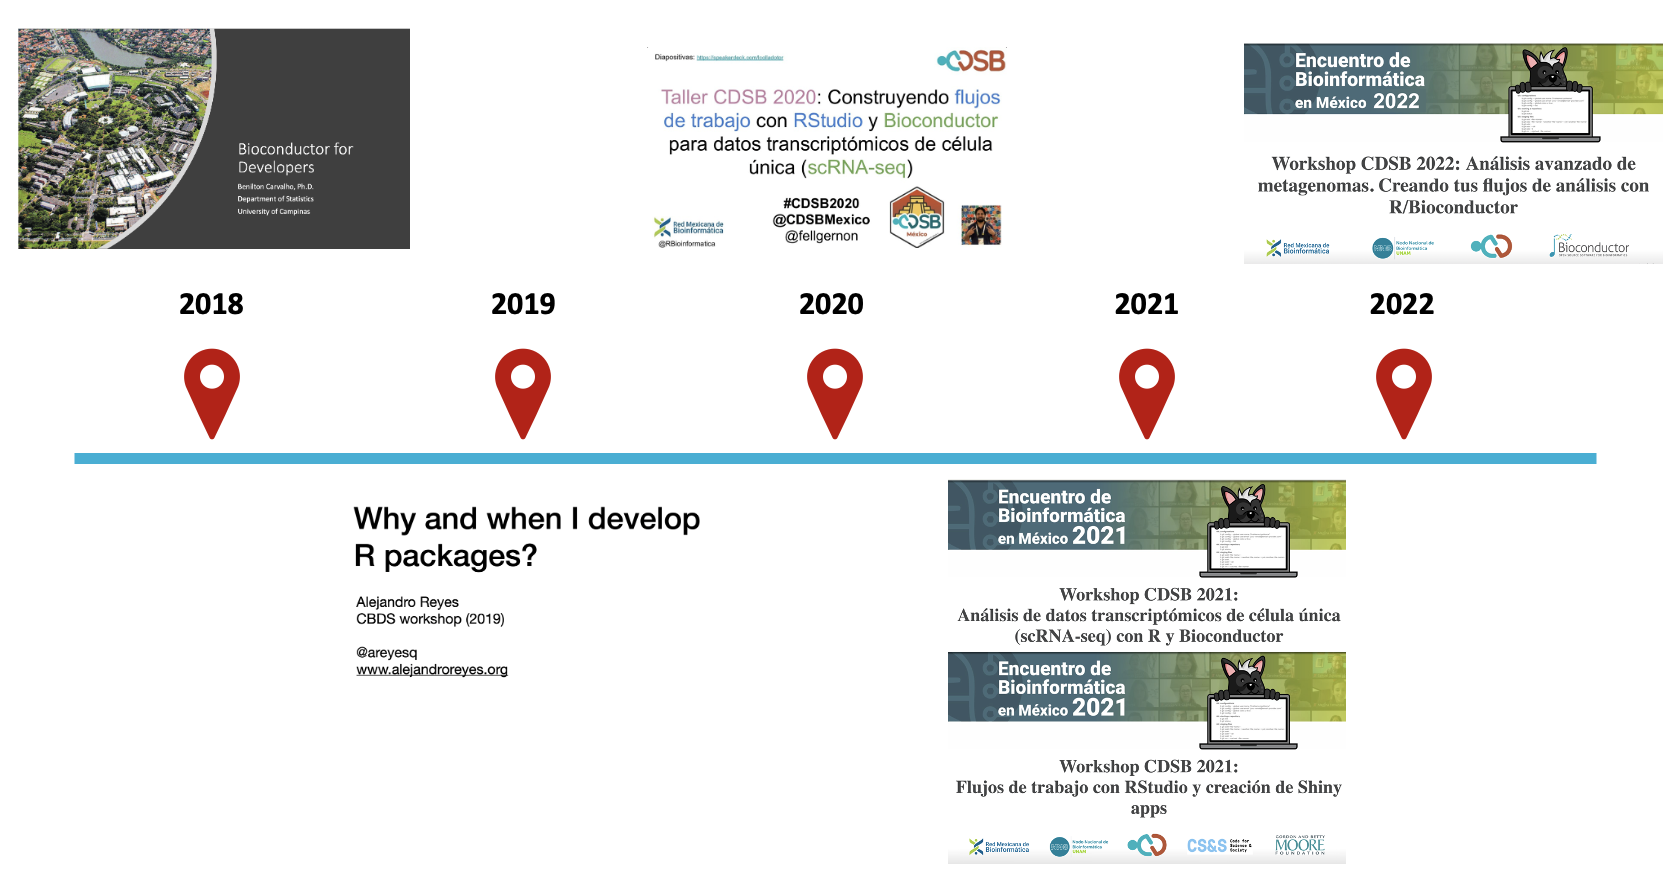 Bioconductor for
Developers
Benilton Carvalho, Ph.D.
Department of Statistics
University of Campinas
Diapositivas:
CDSB
Taller CDSB 2020: Construyendo flujos
de trabajo con RStudio y Bioconductor
para datos transcriptómicos de célula
única (scRNA-seq)
#CDSB2020
@CDSBMexico
@fellgernon
Red Mexicana de
Bioinformática
@RBioinformatica
CDSB
México
Encuentro de
Bioinformática
en México 2022
Workshop CDSB 2022: Análisis avanzado de
metagenomas. Creando tus flujos de análisis con
R/Bioconductor
Red Mexicana de
Bioinformática
Nodo Nacional de
Bioinformática
UNAM
Bioconductor
2018
2019
2020
2021
2022
Why and when I develop
R packages?
Alejandro Reyes
CBDS workshop (2019)
@areyesq
www.alejandroreyes.org
Encuentro de
Bioinformática
en México 2021
Workshop CDSB 2021:
Análisis de datos transcriptómicos de célula única
(scRNA-seq) con R y Bioconductor
Encuentro de
Bioinformática
en México 2021
Workshop CDSB 2021:
Flujos de trabajo con RStudio y creación de Shiny
apps
Red Mexicana de
Bioinformática
Nodo Nacional de
Bioinformática
UNAM
CS&S
Code for
Science &
Society
GORDON AND BETTY
MOORE
FOUNDATION